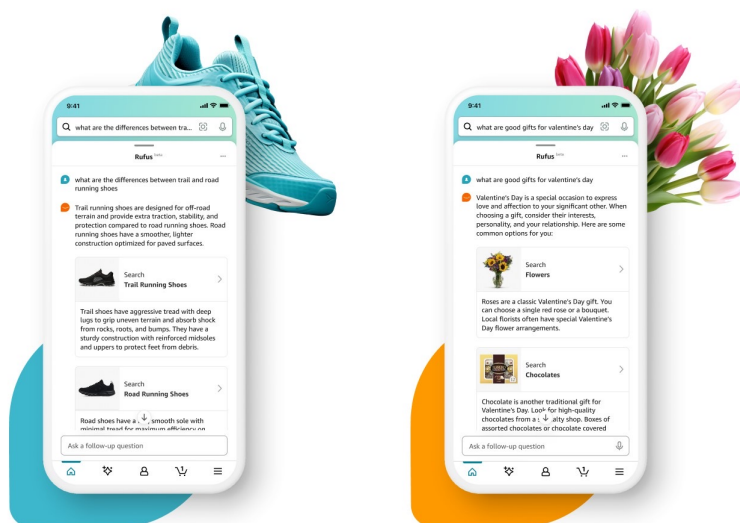 9:41
what are the differences between tra...
Rufus beta
what are the differences between trail and road
running shoes
Trail running shoes are designed for off-road
terrain and provide extra traction, stability, and
protection compared to road running shoes. Road
running shoes have a smoother, lighter
construction optimized for paved surfaces.
Search
Trail Running Shoes
Trail shoes have aggressive tread with deep
lugs to grip uneven terrain and absorb shock
from rocks, roots, and bumps. They have a
sturdy construction with reinforced midsoles
and uppers to protect feet from debris.
Search
Road Running Shoes
Road shoes have a smooth sole with
minimal tread for maximum efficiency on
Ask a follow-up question
1
9:41
what are good gifts for valentine's day
Rufus beta
what are good gifts for valentine's day
Valentine's Day is a special occasion to express
love and affection to your significant other. When
choosing a gift, consider their interests,
personality, and your relationship. Here are some
common options for you:
Search
Flowers
Roses are a classic Valentine's Day gift. You
can choose a single red rose or a bouquet.
Local florists often have special Valentine's
Day flower arrangements.
Search
Chocolates
Chocolate is another traditional gift for
Valentine's Day. Look for high-quality
chocolates from a specialty shop. Boxes of
assorted chocolates or chocolate covered
Ask a follow-up question
1